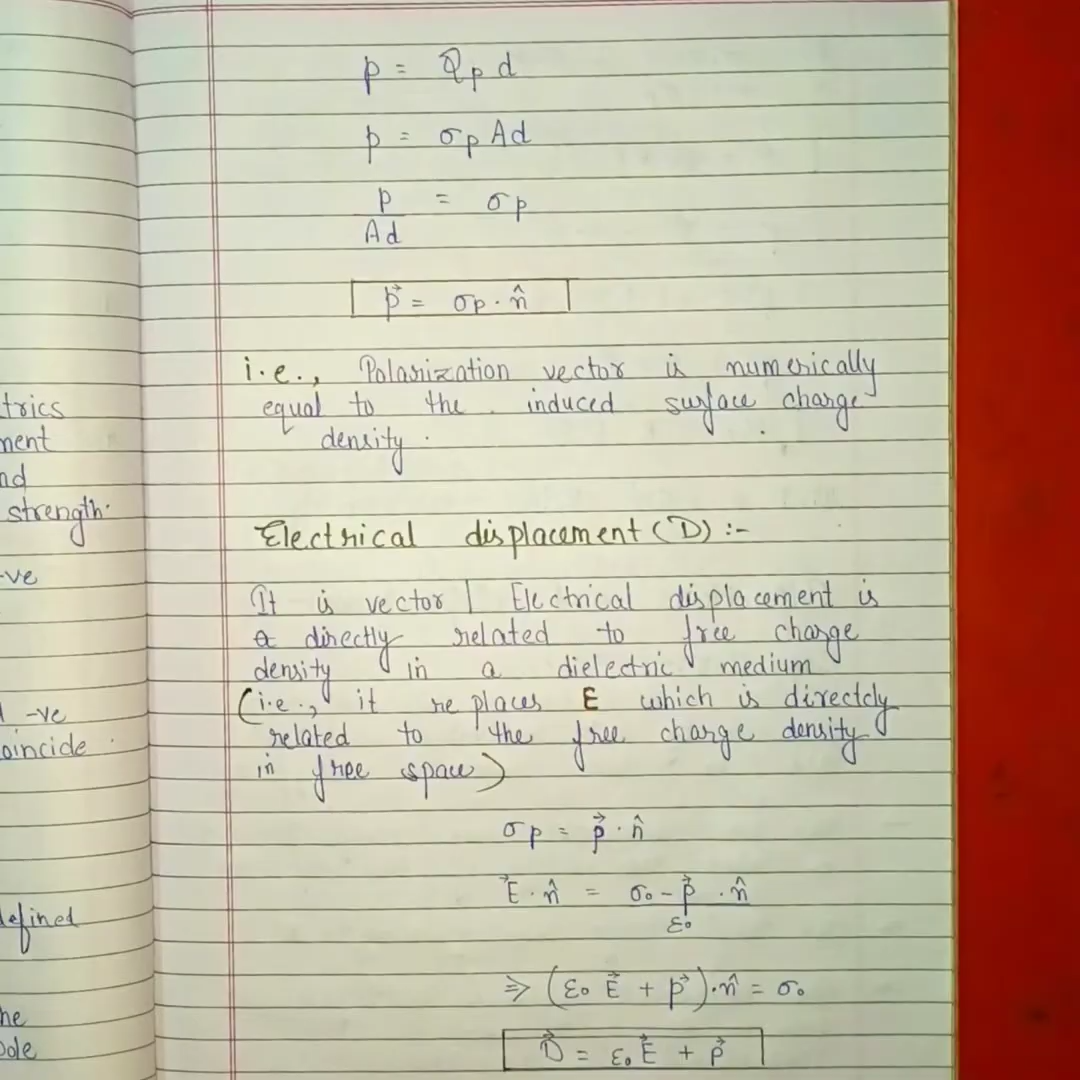 trics
ment
nd
strength.
-ve
-ve
oincide.
defined
he
pole
p = Qp d
p = σp Ad
p = σp
Ad
p⃗ = σp . n̂
i.e., Polarization vector is numerically
equal to the induced surface charge
density.
Electrical displacement (D) :-
It is vector | Electrical displacement is
a directly related to free charge
density in a dielectric medium
(i.e., it replaces E which is directly
related to the free charge density
in free space)
σp = p⃗ . n̂
E⃗ . n̂ = σ₀ - p⃗ . n̂
ε₀
⇒ (ε₀ E⃗ + p⃗).n̂ = σ₀
D⃗ = ε₀ E⃗ + p⃗